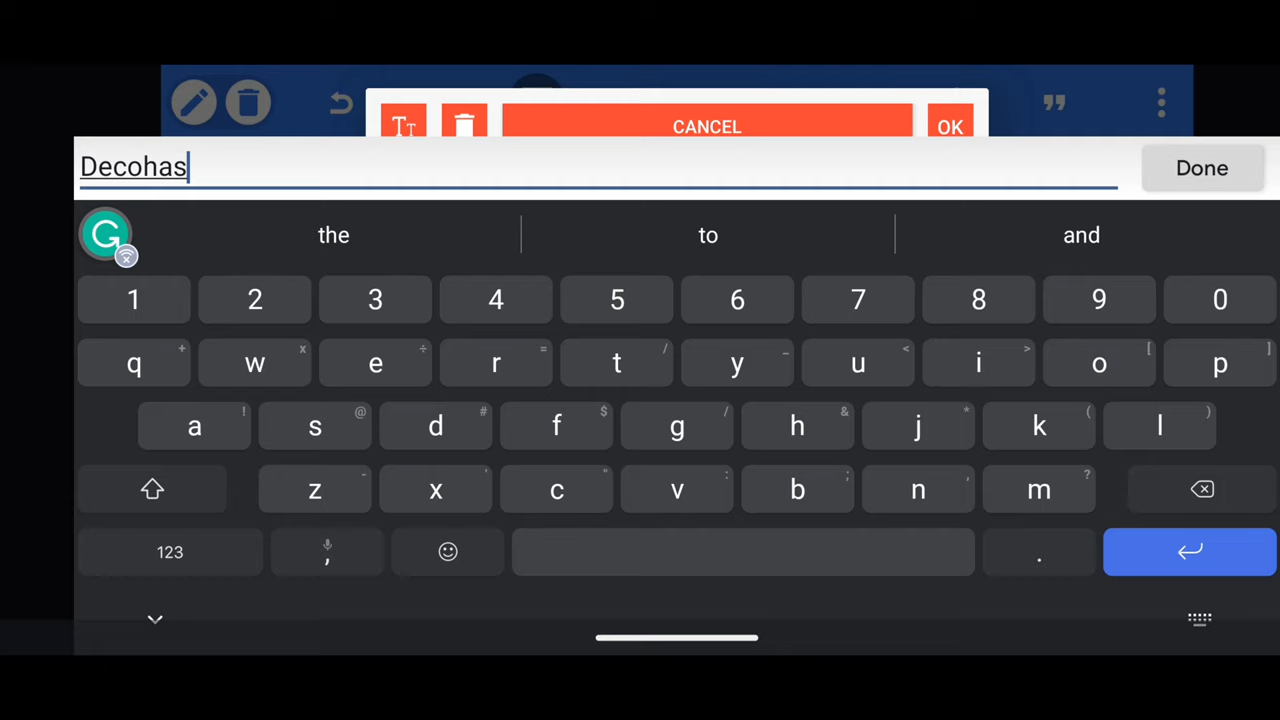 CANCEL OK
Decohas Done
the to and
1 2 3 4 5 6 7 8 9 0
q + w x e ÷ r = t / y _ u < i > o [ p ]
a ! s @ d # f $ g / h & j * k ( l )
z - x ' c " v : b ; n , m ?
123 , .